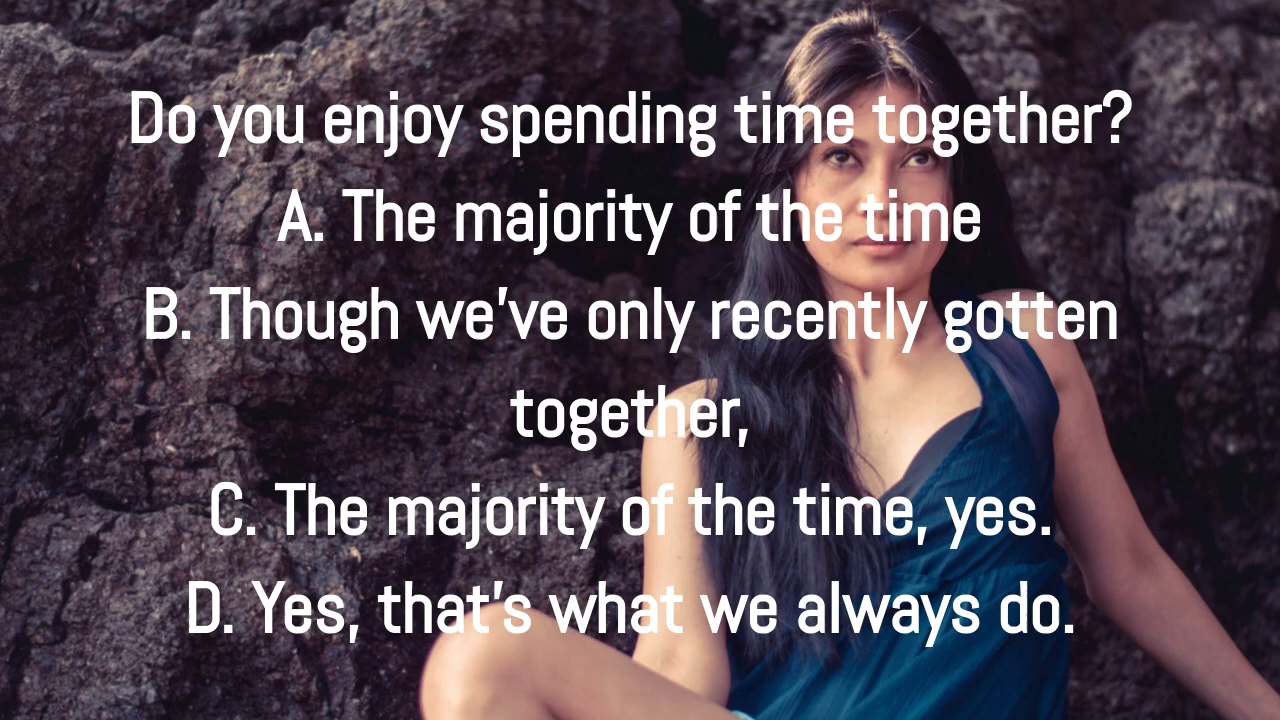 Do you enjoy spending time together?
A. The majority of the time
B. Though we've only recently gotten
together,
C. The majority of the time, yes.
D. Yes, that's what we always do.